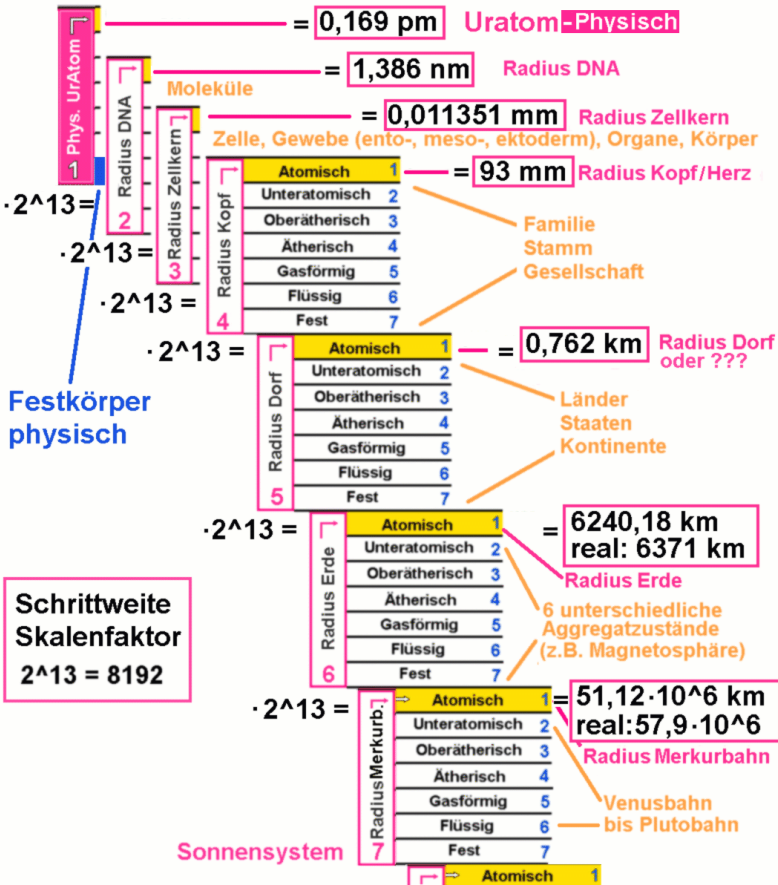 = 0,169 pm Uratom-Physisch
1 Phys. UrAtom
= 1,386 nm Radius DNA
Moleküle
2 Radius DNA
= 0,011351 mm Radius Zellkern
Zelle, Gewebe (ento-, meso-, ektoderm), Organe, Körper
3 Radius Zellkern
Atomisch 1 = 93 mm Radius Kopf/Herz
Unteratomisch 2
·2^13 =
Oberätherisch 3
Ätherisch 4
·2^13 =
Gasförmig 5
Flüssig 6
·2^13 =
Fest 7
4 Radius Kopf
Familie
Stamm
Gesellschaft
·2^13 =
Atomisch 1 = 0,762 km Radius Dorf
oder ???
Unteratomisch 2
Oberätherisch 3
Ätherisch 4
Gasförmig 5
Flüssig 6
Fest 7
5 Radius Dorf
Länder
Staaten
Kontinente
Festkörper
physisch
·2^13 =
Atomisch 1 = 6240,18 km
real: 6371 km
Unteratomisch 2
Radius Erde
Oberätherisch 3
Ätherisch 4
Gasförmig 5
Flüssig 6
Fest 7
6 Radius Erde
6 unterschiedliche
Aggregatzustände
(z.B. Magnetosphäre)
Schrittweite
Skalenfaktor
2^13 = 8192
·2^13 =
Atomisch 1 = 51,12·10^6 km
real:57,9·10^6
Unteratomisch 2
Radius Merkurbahn
Oberätherisch 3
Ätherisch 4
Gasförmig 5
Flüssig 6
Fest 7
7 Radius Merkurb.
Venusbahn
bis Plutobahn
Sonnensystem
Atomisch 1